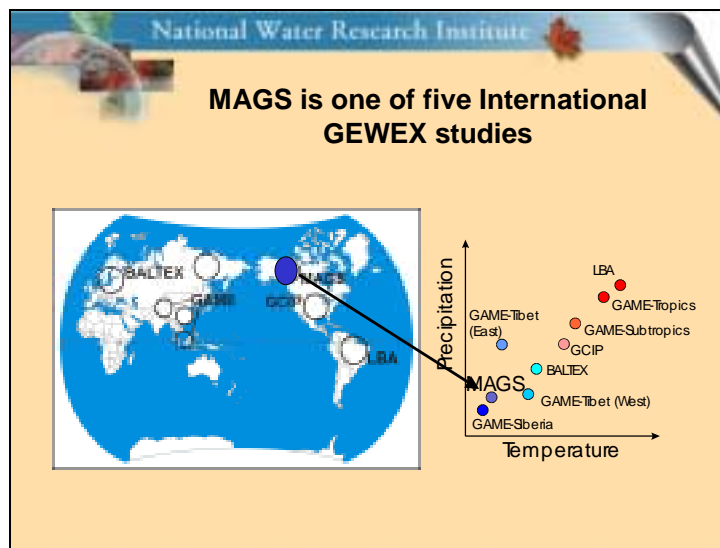 National Water Research Institute
MAGS is one of five International
GEWEX studies
BALTEX
GAME
MAGS
GCIP
LBA
Precipitation
LBA
GAME-Tropics
GAME-Tibet
(East)
GAME-Subtropics
GCIP
BALTEX
MAGS
GAME-Tibet (West)
GAME-Siberia
Temperature